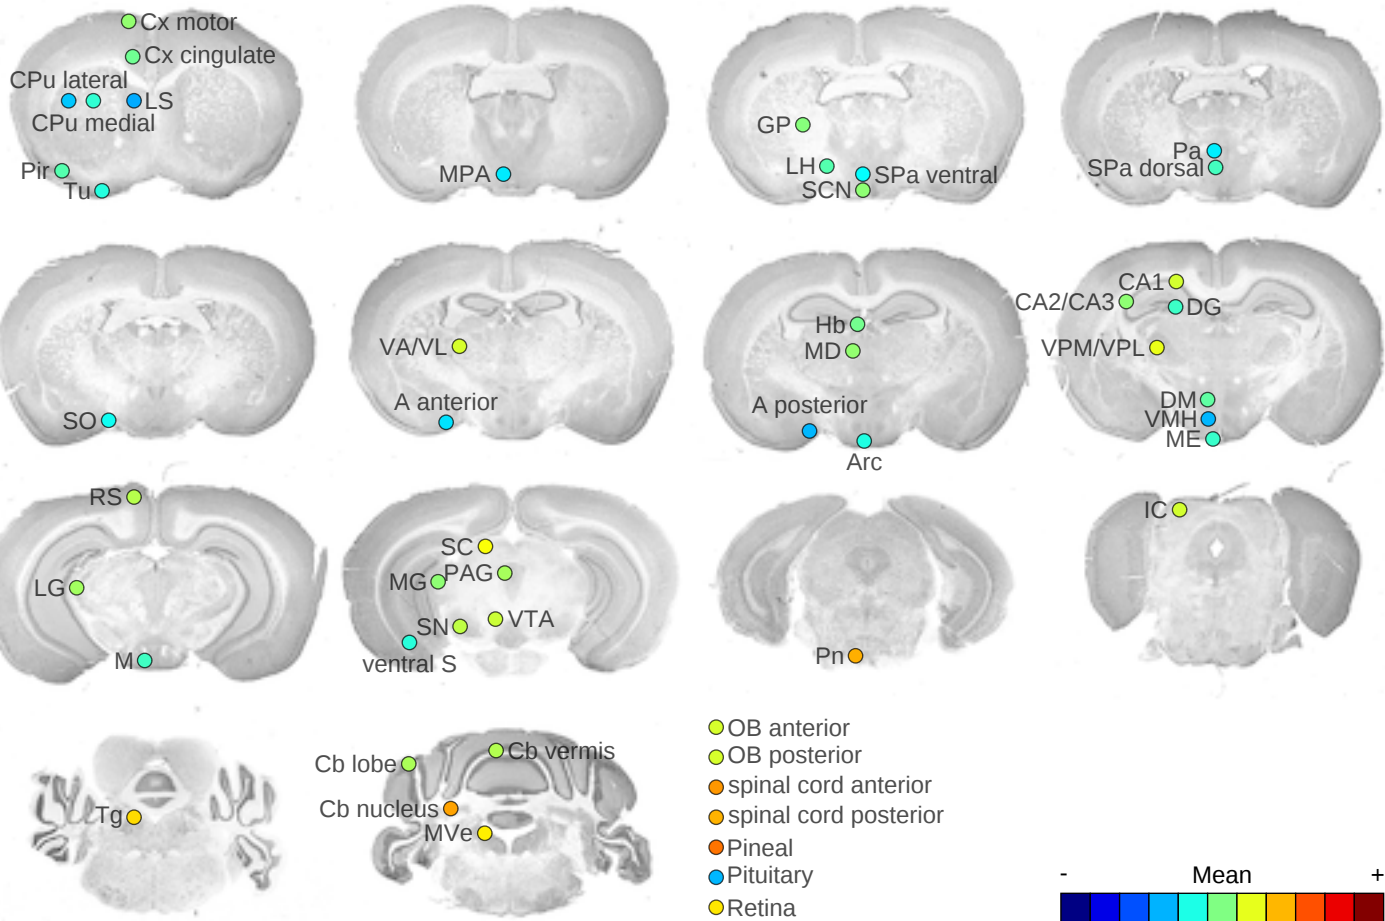 Cx motor
Cx cingulate
CPu lateral
LS
CPu medial
Pir
Tu
MPA
GP
LH
SPa ventral
SCN
Pa
SPa dorsal
SO
VA/VL
A anterior
Hb
MD
A posterior
Arc
CA1
CA2/CA3
DG
VPM/VPL
DM
VMH
ME
RS
LG
M
SC
MG
PAG
SN
VTA
ventral S
Pn
IC
Tg
Cb vermis
Cb lobe
Cb nucleus
MVe
OB anterior
OB posterior
spinal cord anterior
spinal cord posterior
Pineal
Pituitary
Retina
- Mean +